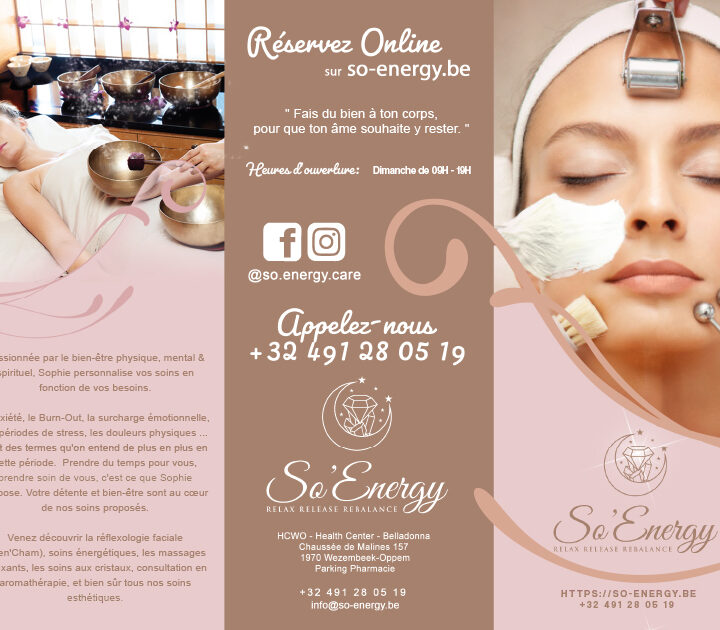 ssionnée par le bien-être physique, mental &
spirituel, Sophie personnalise vos soins en
fonction de vos besoins.
xiété, le Burn-Out, la surcharge émotionnelle,
périodes de stress, les douleurs physiques ...
t des termes qu'on entend de plus en plus en
ette période. Prendre du temps pour vous,
prendre soin de vous, c'est ce que Sophie
pose. Votre détente et bien-être sont au cœur
de nos soins proposés.
Venez découvrir la réflexologie faciale
en'Cham), soins énergétiques, les massages
xants, les soins aux cristaux, consultation en
aromathérapie, et bien sûr tous nos soins
esthétiques.
Réservez Online
sur so-energy.be
" Fais du bien à ton corps,
pour que ton âme souhaite y rester. "
Heures d'ouverture: Dimanche de 09H - 19H
@so.energy.care
Appelez-nous
+32 491 28 05 19
So'Energy
RELAX RELEASE REBALANCE
HCWO - Health Center - Belladonna
Chaussée de Malines 157
1970 Wezembeek-Oppem
Parking Pharmacie
+32 491 28 05 19
info@so-energy.be
So'Energy
RELAX RELEASE REBALANCE
HTTPS://SO-ENERGY.BE
+32 491 28 05 19